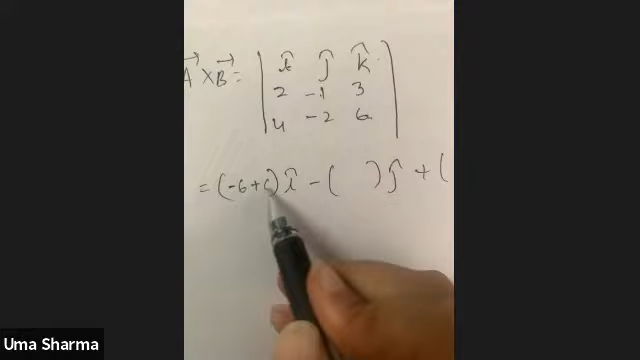 A × B = | î ĵ k̂ |
2 -1 3
4 -2 6
= (-6+6) î - ( ) ĵ + (
Uma Sharma